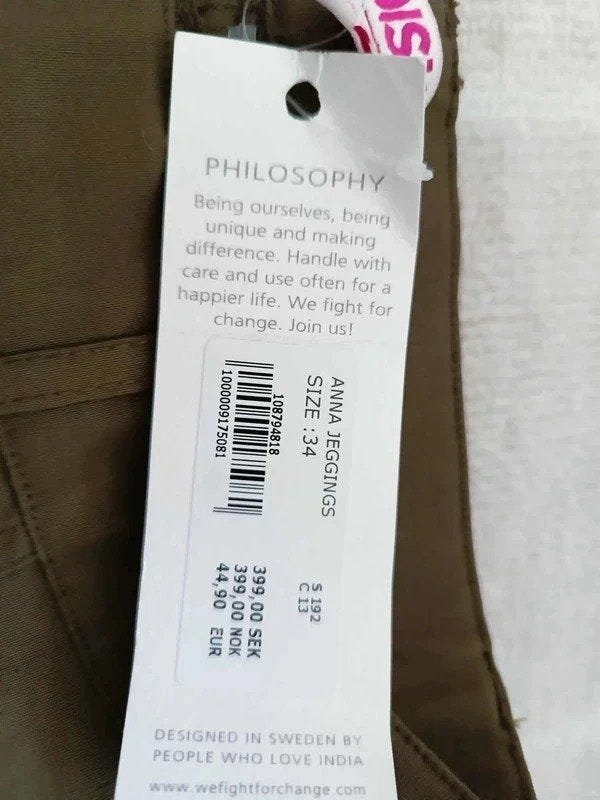 PHILOSOPHY
Being ourselves, being
unique and making
difference. Handle with
care and use often for a
happier life. We fight for
change. Join us!
ANNA JEGGINGS
SIZE :34
108794818
1000009175081
S 192
C 13
399,00 SEK
399,00 NOK
44,90 EUR
DESIGNED IN SWEDEN BY
PEOPLE WHO LOVE INDIA
www.wefightforchange.com